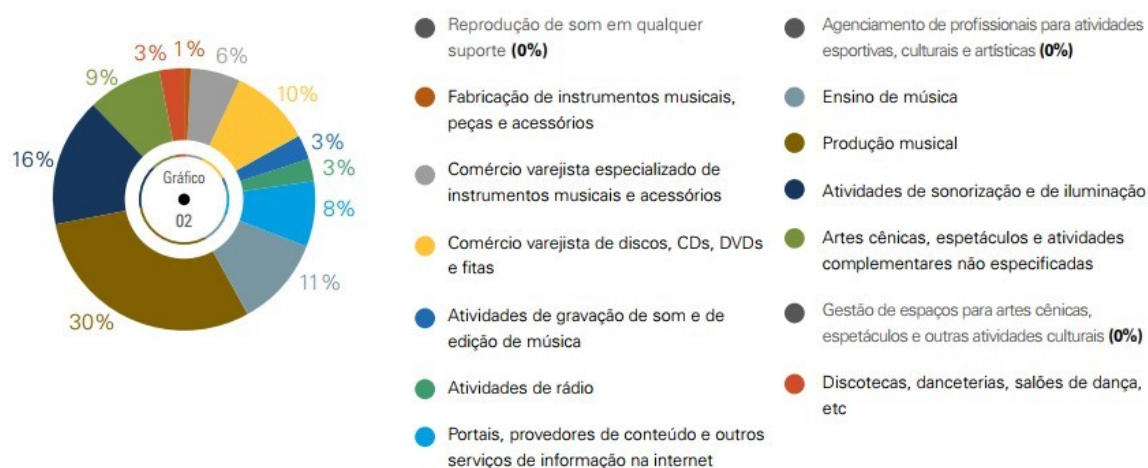 3%
1%
6%
9%
10%
3%
3%
8%
11%
30%
16%
Gráfico
02
Reprodução de som em qualquer
suporte (0%)
Fabricação de instrumentos musicais,
peças e acessórios
Comércio varejista especializado de
instrumentos musicais e acessórios
Comércio varejista de discos, CDs, DVDs
e fitas
Atividades de gravação de som e de
edição de música
Atividades de rádio
Portais, provedores de conteúdo e outros
serviços de informação na internet
Agenciamento de profissionais para atividades
esportivas, culturais e artísticas (0%)
Ensino de música
Produção musical
Atividades de sonorização e de iluminação
Artes cênicas, espetáculos e atividades
complementares não especificadas
Gestão de espaços para artes cênicas,
espetáculos e outras atividades culturais (0%)
Discotecas, danceterias, salões de dança,
etc